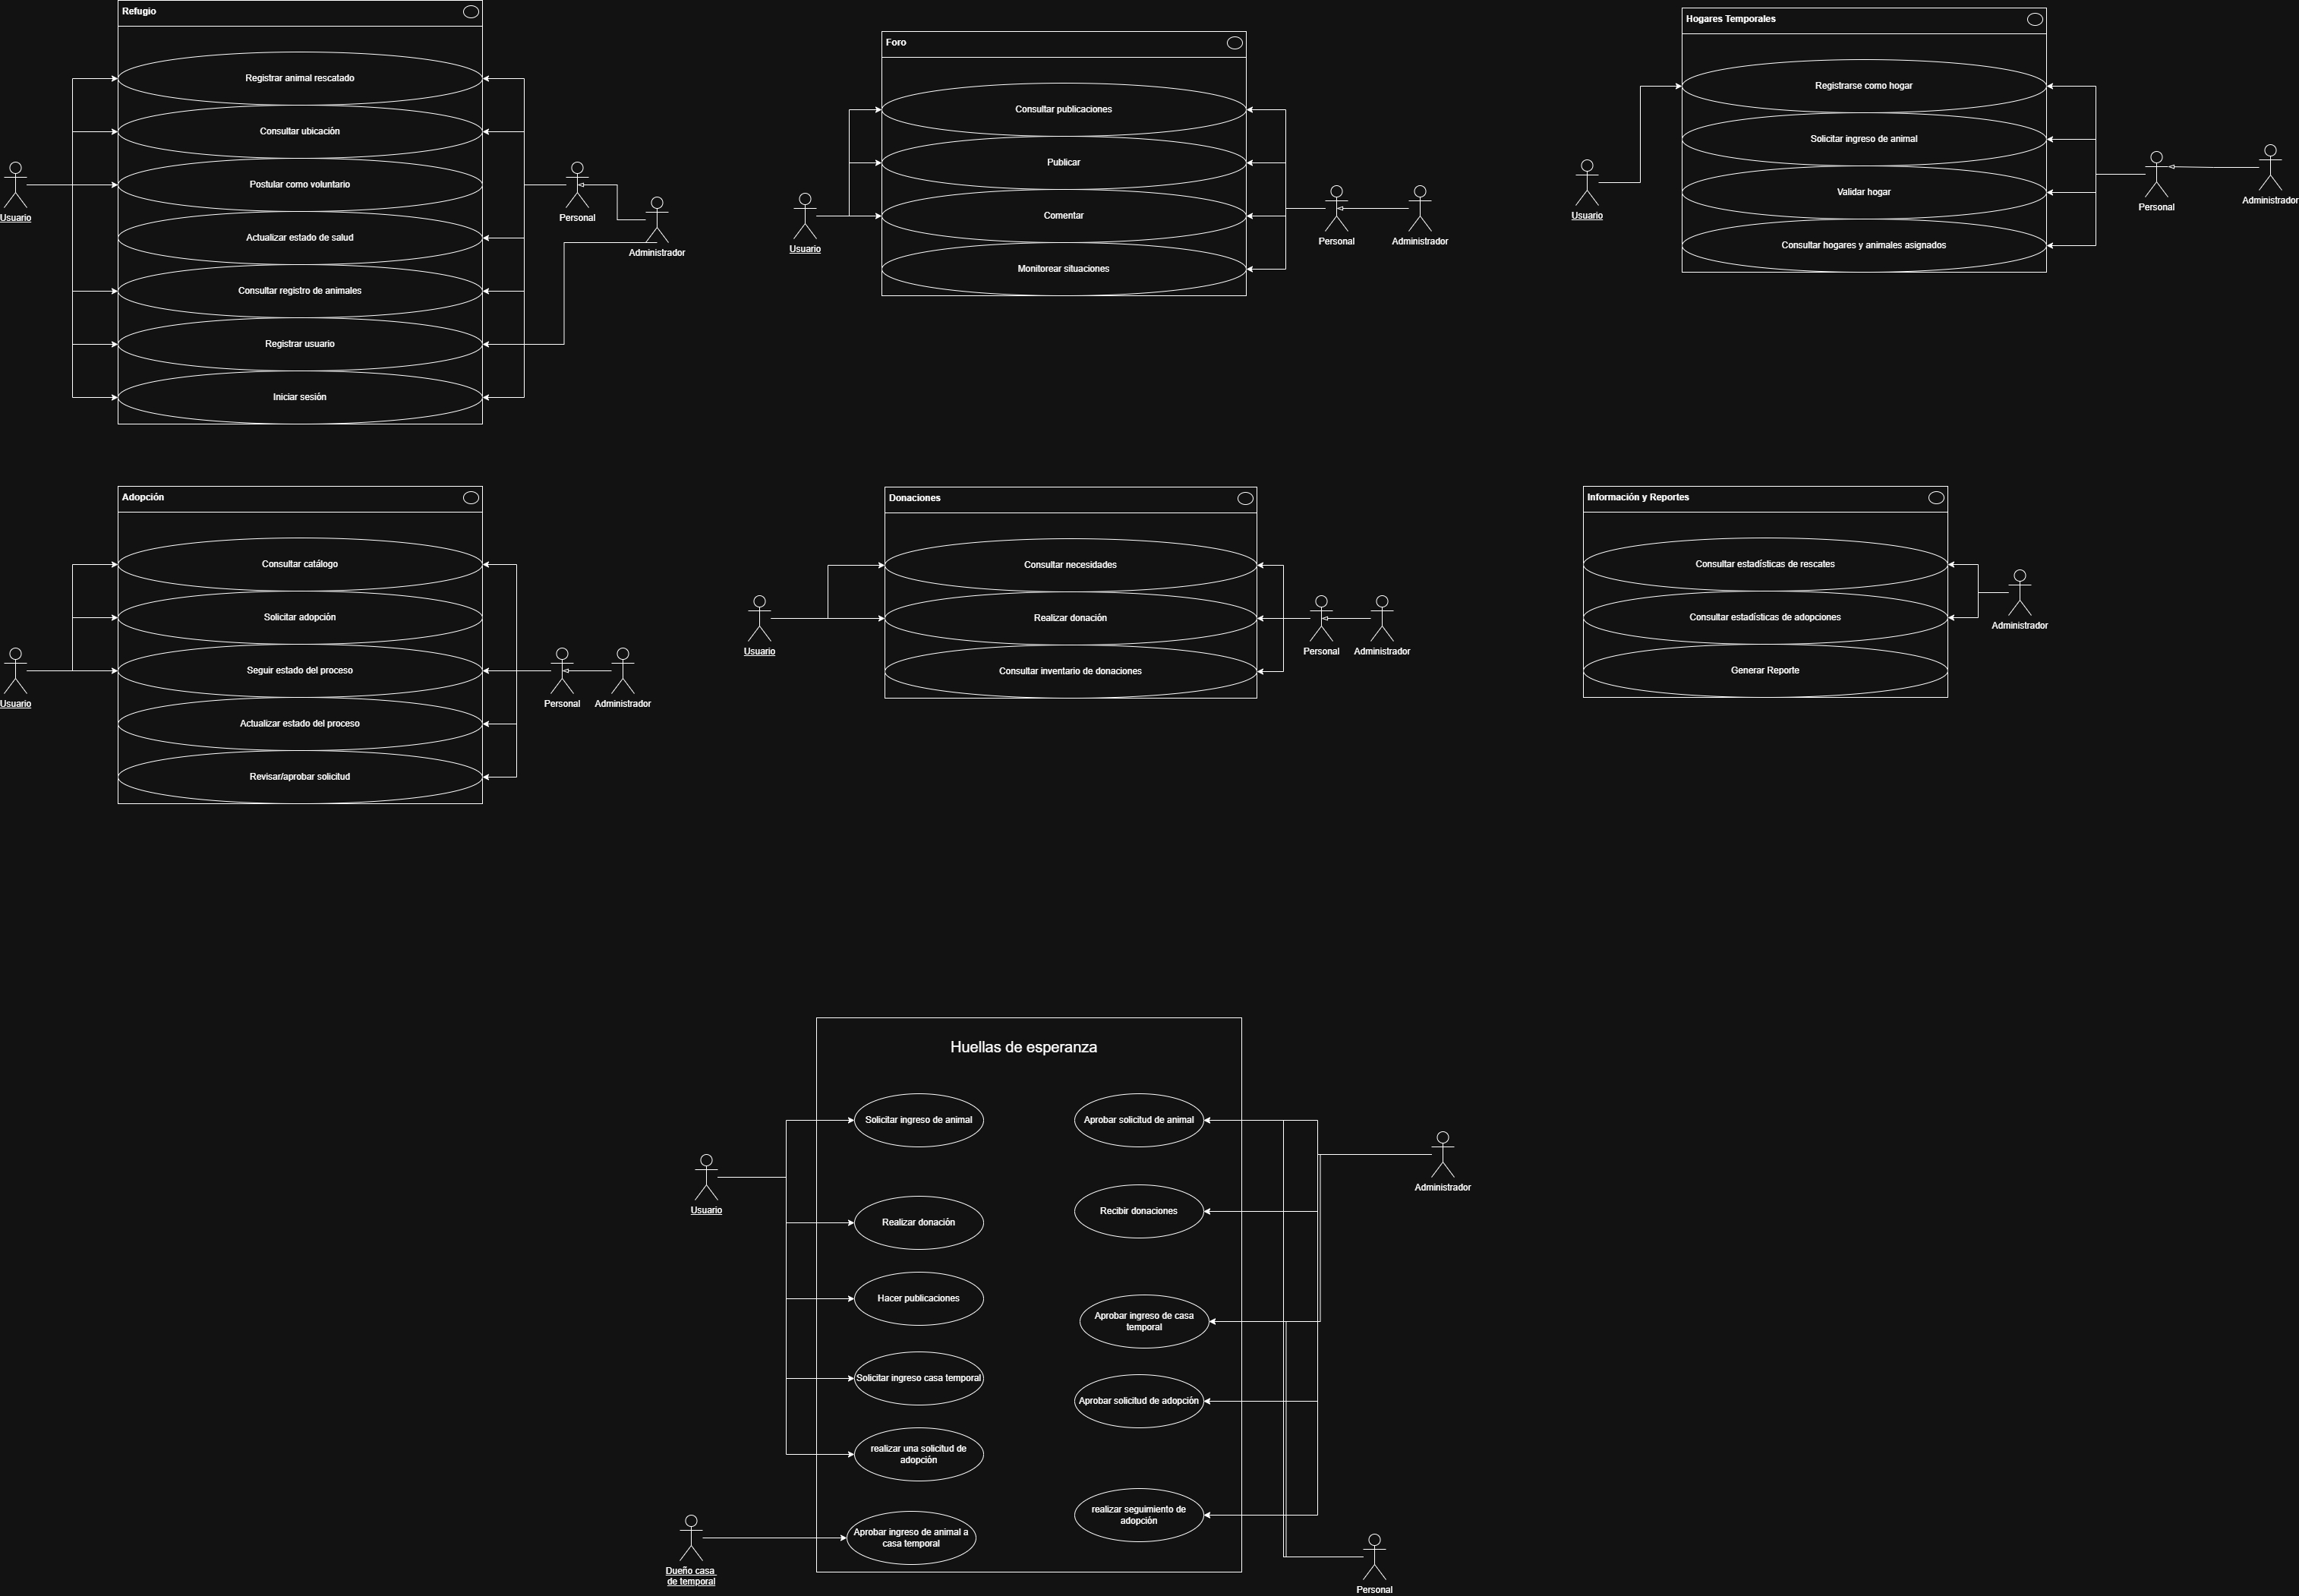 Refugio
Registrar animal rescatado
Consultar ubicación
Postular como voluntario
Actualizar estado de salud
Consultar registro de animales
Registrar usuario
Iniciar sesión
Usuario
Personal
Administrador
Foro
Consultar publicaciones
Publicar
Comentar
Monitorear situaciones
Usuario
Personal
Administrador
Hogares Temporales
Registrarse como hogar
Solicitar ingreso de animal
Validar hogar
Consultar hogares y animales asignados
Usuario
Personal
Administrador
Adopción
Consultar catálogo
Solicitar adopción
Seguir estado del proceso
Actualizar estado del proceso
Revisar/aprobar solicitud
Usuario
Personal
Administrador
Donaciones
Consultar necesidades
Realizar donación
Consultar inventario de donaciones
Usuario
Personal
Administrador
Información y Reportes
Consultar estadísticas de rescates
Consultar estadísticas de adopciones
Generar Reporte
Administrador
Huellas de esperanza
Solicitar ingreso de animal
Realizar donación
Hacer publicaciones
Solicitar ingreso casa temporal
realizar una solicitud de
adopción
Aprobar ingreso de animal a
casa temporal
Aprobar solicitud de animal
Recibir donaciones
Aprobar ingreso de casa
temporal
Aprobar solicitud de adopción
realizar seguimiento de
adopción
Usuario
Dueño casa
de temporal
Administrador
Personal